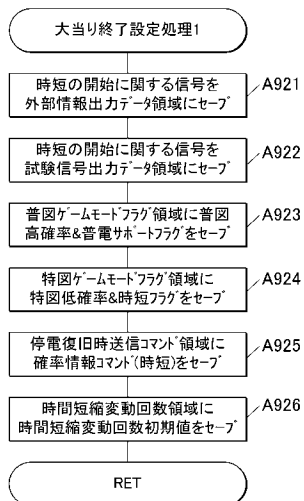 大当り終了設定処理1
時短の開始に関する信号を
外部情報出力データ領域にセーブ
A921
時短の開始に関する信号を
試験信号出力データ領域にセーブ
A922
普図ゲームモードフラグ領域に普図
高確率&普電サポートフラグをセーブ
A923
特図ゲームモードフラグ領域に
特図低確率&時短フラグをセーブ
A924
停電復旧時送信コマンド領域に
確率情報コマンド(時短)をセーブ
A925
時間短縮変動回数領域に
時間短縮変動回数初期値をセーブ
A926
RET